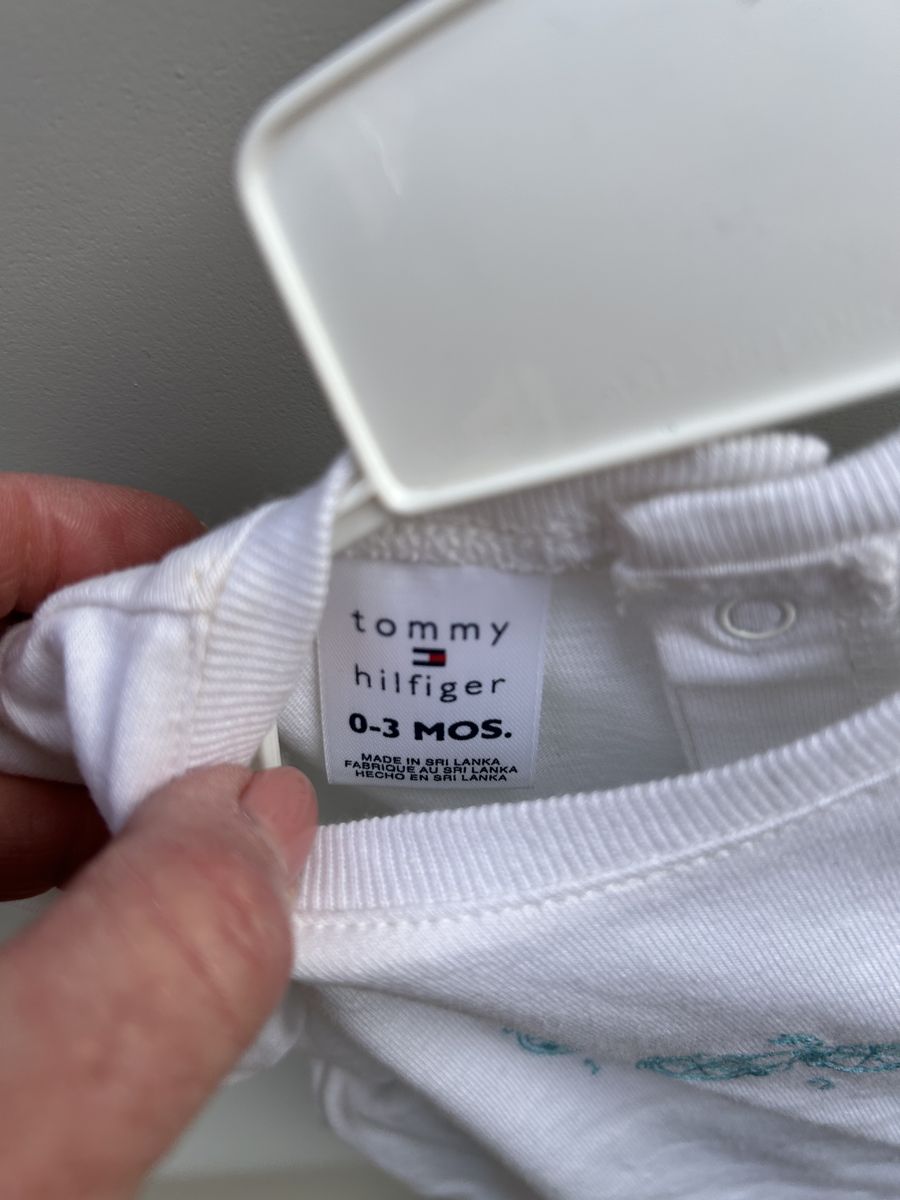 tommy
hilfiger
0-3 MOS.
MADE IN SRI LANKA
FABRIQUE AU SRI LANKA
HECHO EN SRI LANKA